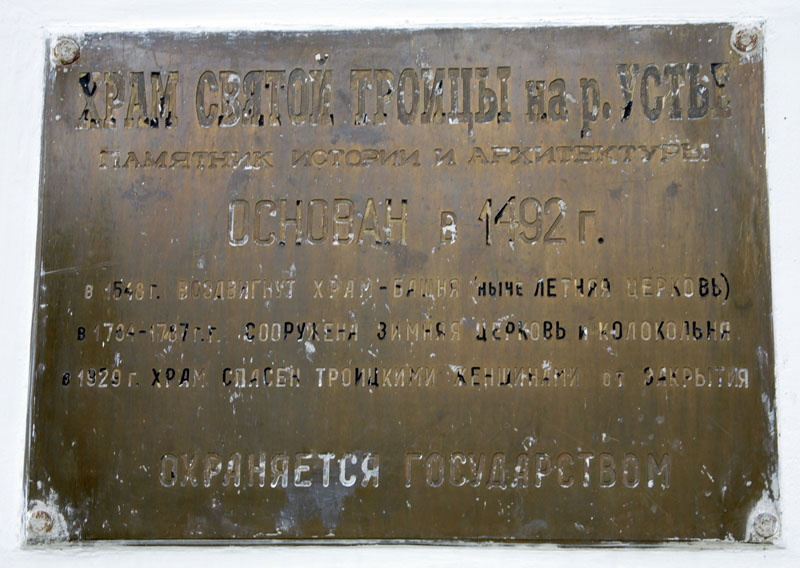 ХРАМ СВЯТОЙ ТРОИЦЫ на р. УСТЬЕ
ПАМЯТНИК ИСТОРИИ И АРХИТЕКТУРЫ
ОСНОВАН в 1492 г.
в 1548 г. ВОЗДВИГНУТ ХРАМ-БАШНЯ (НЫНЕ ЛЕТНЯЯ ЦЕРКОВЬ)
в 1784-1787 г.г. СООРУЖЕНА ЗИМНЯЯ ЦЕРКОВЬ и КОЛОКОЛЬНЯ
в 1929 г. ХРАМ СПАСЕН ТРОИЦКИМИ ЖЕНЩИНАМИ от ЗАКРЫТИЯ
ОХРАНЯЕТСЯ ГОСУДАРСТВОМ